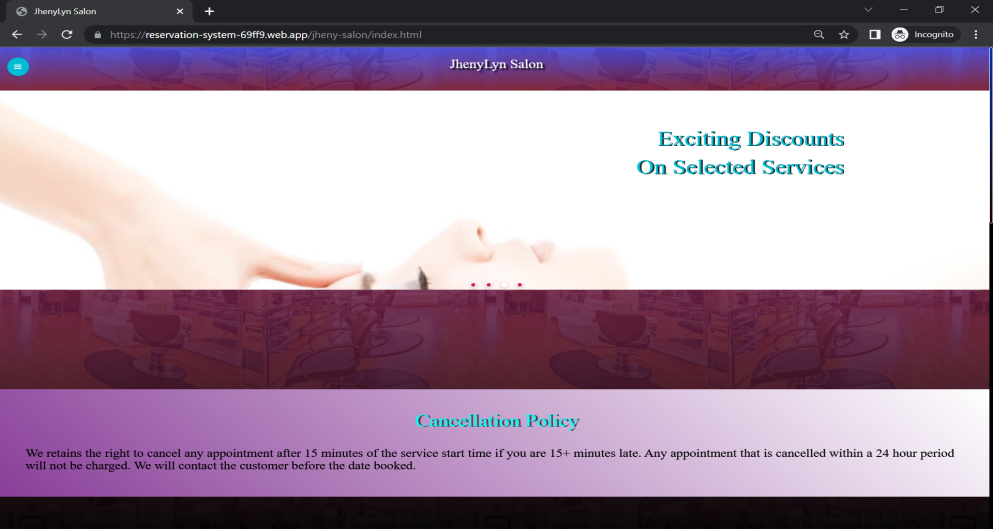 JhenyLyn Salon
https://reservation-system-69ff9.web.app/jheny-salon/index.html
Incognito
JhenyLyn Salon
Exciting Discounts
On Selected Services
Cancellation Policy
We retains the right to cancel any appointment after 15 minutes of the service start time if you are 15+ minutes late. Any appointment that is cancelled within a 24 hour period
will not be charged. We will contact the customer before the date booked.